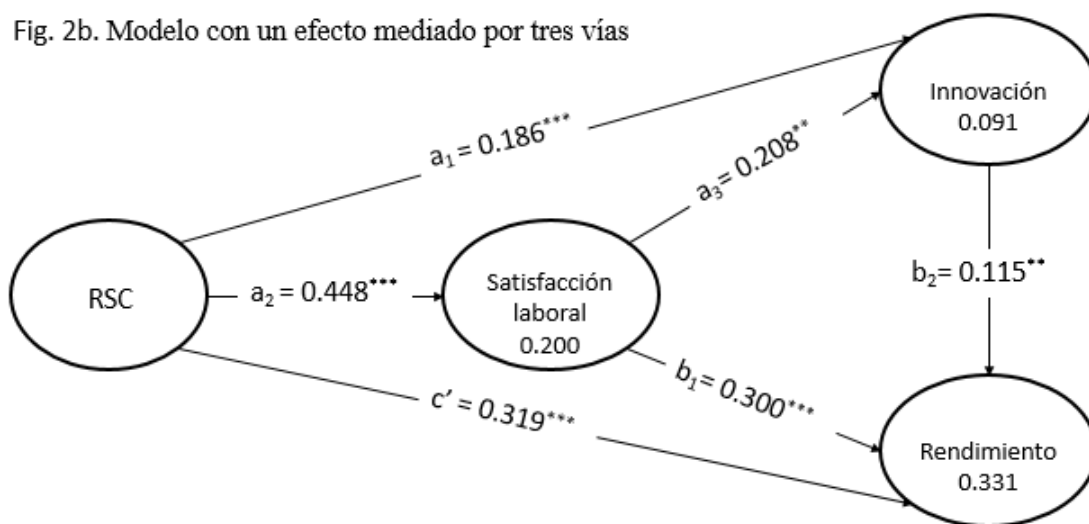 Fig. 2b. Modelo con un efecto mediado por tres vías
Innovación
0.091
a₁ = 0.186***
a₃= 0.208**
RSC
a₂ = 0.448***
Satisfacción
laboral
0.200
b₂= 0.115**
b₁= 0.300***
c’ = 0.319***
Rendimiento
0.331